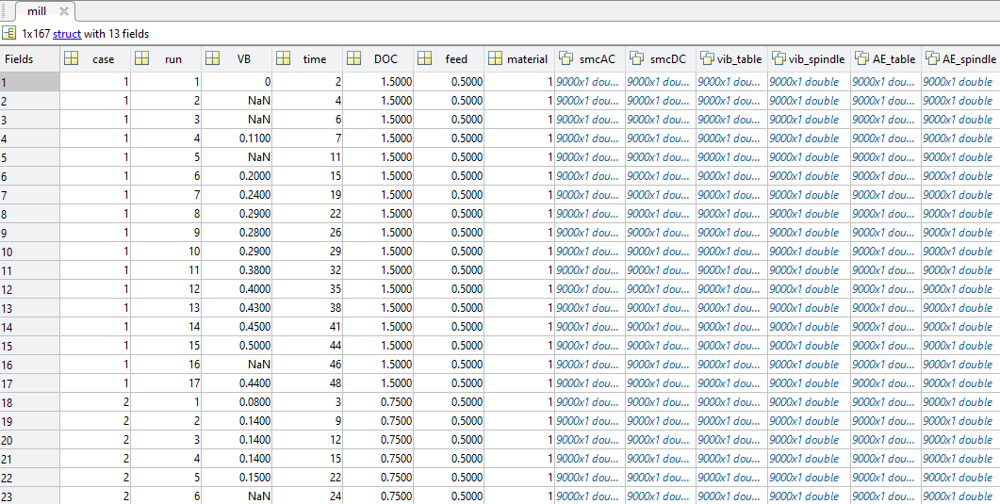 mill
1x167 struct with 13 fields
Fields case run VB time DOC feed material smcAC smcDC vib_table vib_spindle AE_table AE_spindle
1 1 1 0 2 1.5000 0.5000 1 9000x1 dou... 9000x1 dou... 9000x1 dou... 9000x1 double 9000x1 dou... 9000x1 double
2 1 2 NaN 4 1.5000 0.5000 1 9000x1 dou... 9000x1 dou... 9000x1 dou... 9000x1 double 9000x1 dou... 9000x1 double
3 1 3 NaN 6 1.5000 0.5000 1 9000x1 dou... 9000x1 dou... 9000x1 dou... 9000x1 double 9000x1 dou... 9000x1 double
4 1 4 0.1100 7 1.5000 0.5000 1 9000x1 dou... 9000x1 dou... 9000x1 dou... 9000x1 double 9000x1 dou... 9000x1 double
5 1 5 NaN 11 1.5000 0.5000 1 9000x1 dou... 9000x1 dou... 9000x1 dou... 9000x1 double 9000x1 dou... 9000x1 double
6 1 6 0.2000 15 1.5000 0.5000 1 9000x1 dou... 9000x1 dou... 9000x1 dou... 9000x1 double 9000x1 dou... 9000x1 double
7 1 7 0.2400 19 1.5000 0.5000 1 9000x1 dou... 9000x1 dou... 9000x1 dou... 9000x1 double 9000x1 dou... 9000x1 double
8 1 8 0.2900 22 1.5000 0.5000 1 9000x1 dou... 9000x1 dou... 9000x1 dou... 9000x1 double 9000x1 dou... 9000x1 double
9 1 9 0.2800 26 1.5000 0.5000 1 9000x1 dou... 9000x1 dou... 9000x1 dou... 9000x1 double 9000x1 dou... 9000x1 double
10 1 10 0.2900 29 1.5000 0.5000 1 9000x1 dou... 9000x1 dou... 9000x1 dou... 9000x1 double 9000x1 dou... 9000x1 double
11 1 11 0.3800 32 1.5000 0.5000 1 9000x1 dou... 9000x1 dou... 9000x1 dou... 9000x1 double 9000x1 dou... 9000x1 double
12 1 12 0.4000 35 1.5000 0.5000 1 9000x1 dou... 9000x1 dou... 9000x1 dou... 9000x1 double 9000x1 dou... 9000x1 double
13 1 13 0.4300 38 1.5000 0.5000 1 9000x1 dou... 9000x1 dou... 9000x1 dou... 9000x1 double 9000x1 dou... 9000x1 double
14 1 14 0.4500 41 1.5000 0.5000 1 9000x1 dou... 9000x1 dou... 9000x1 dou... 9000x1 double 9000x1 dou... 9000x1 double
15 1 15 0.5000 44 1.5000 0.5000 1 9000x1 dou... 9000x1 dou... 9000x1 dou... 9000x1 double 9000x1 dou... 9000x1 double
16 1 16 NaN 46 1.5000 0.5000 1 9000x1 dou... 9000x1 dou... 9000x1 dou... 9000x1 double 9000x1 dou... 9000x1 double
17 1 17 0.4400 48 1.5000 0.5000 1 9000x1 dou... 9000x1 dou... 9000x1 dou... 9000x1 double 9000x1 dou... 9000x1 double
18 2 1 0.0800 3 0.7500 0.5000 1 9000x1 dou... 9000x1 dou... 9000x1 dou... 9000x1 double 9000x1 dou... 9000x1 double
19 2 2 0.1400 9 0.7500 0.5000 1 9000x1 dou... 9000x1 dou... 9000x1 dou... 9000x1 double 9000x1 dou... 9000x1 double
20 2 3 0.1400 12 0.7500 0.5000 1 9000x1 dou... 9000x1 dou... 9000x1 dou... 9000x1 double 9000x1 dou... 9000x1 double
21 2 4 0.1400 15 0.7500 0.5000 1 9000x1 dou... 9000x1 dou... 9000x1 dou... 9000x1 double 9000x1 dou... 9000x1 double
22 2 5 0.1500 22 0.7500 0.5000 1 9000x1 dou... 9000x1 dou... 9000x1 dou... 9000x1 double 9000x1 dou... 9000x1 double
23 2 6 NaN 24 0.7500 0.5000 1 9000x1 dou... 9000x1 dou... 9000x1 dou... 9000x1 double 9000x1 dou... 9000x1 double